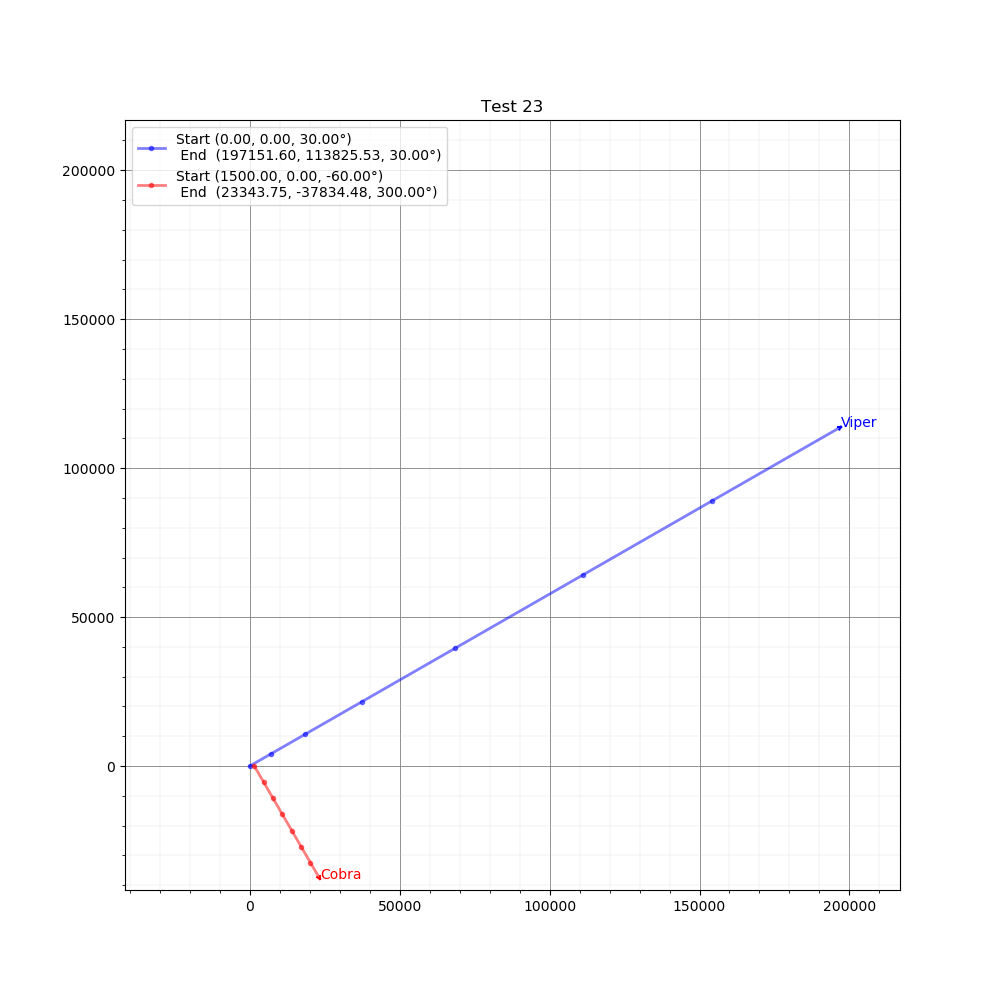 Test 23
Start (0.00, 0.00, 30.00°)
End (197151.60, 113825.53, 30.00°)
Start (1500.00, 0.00, -60.00°)
End (23343.75, -37834.48, 300.00°)
200000
150000
100000
50000
0
Viper
Cobra
0 50000 100000 150000 200000